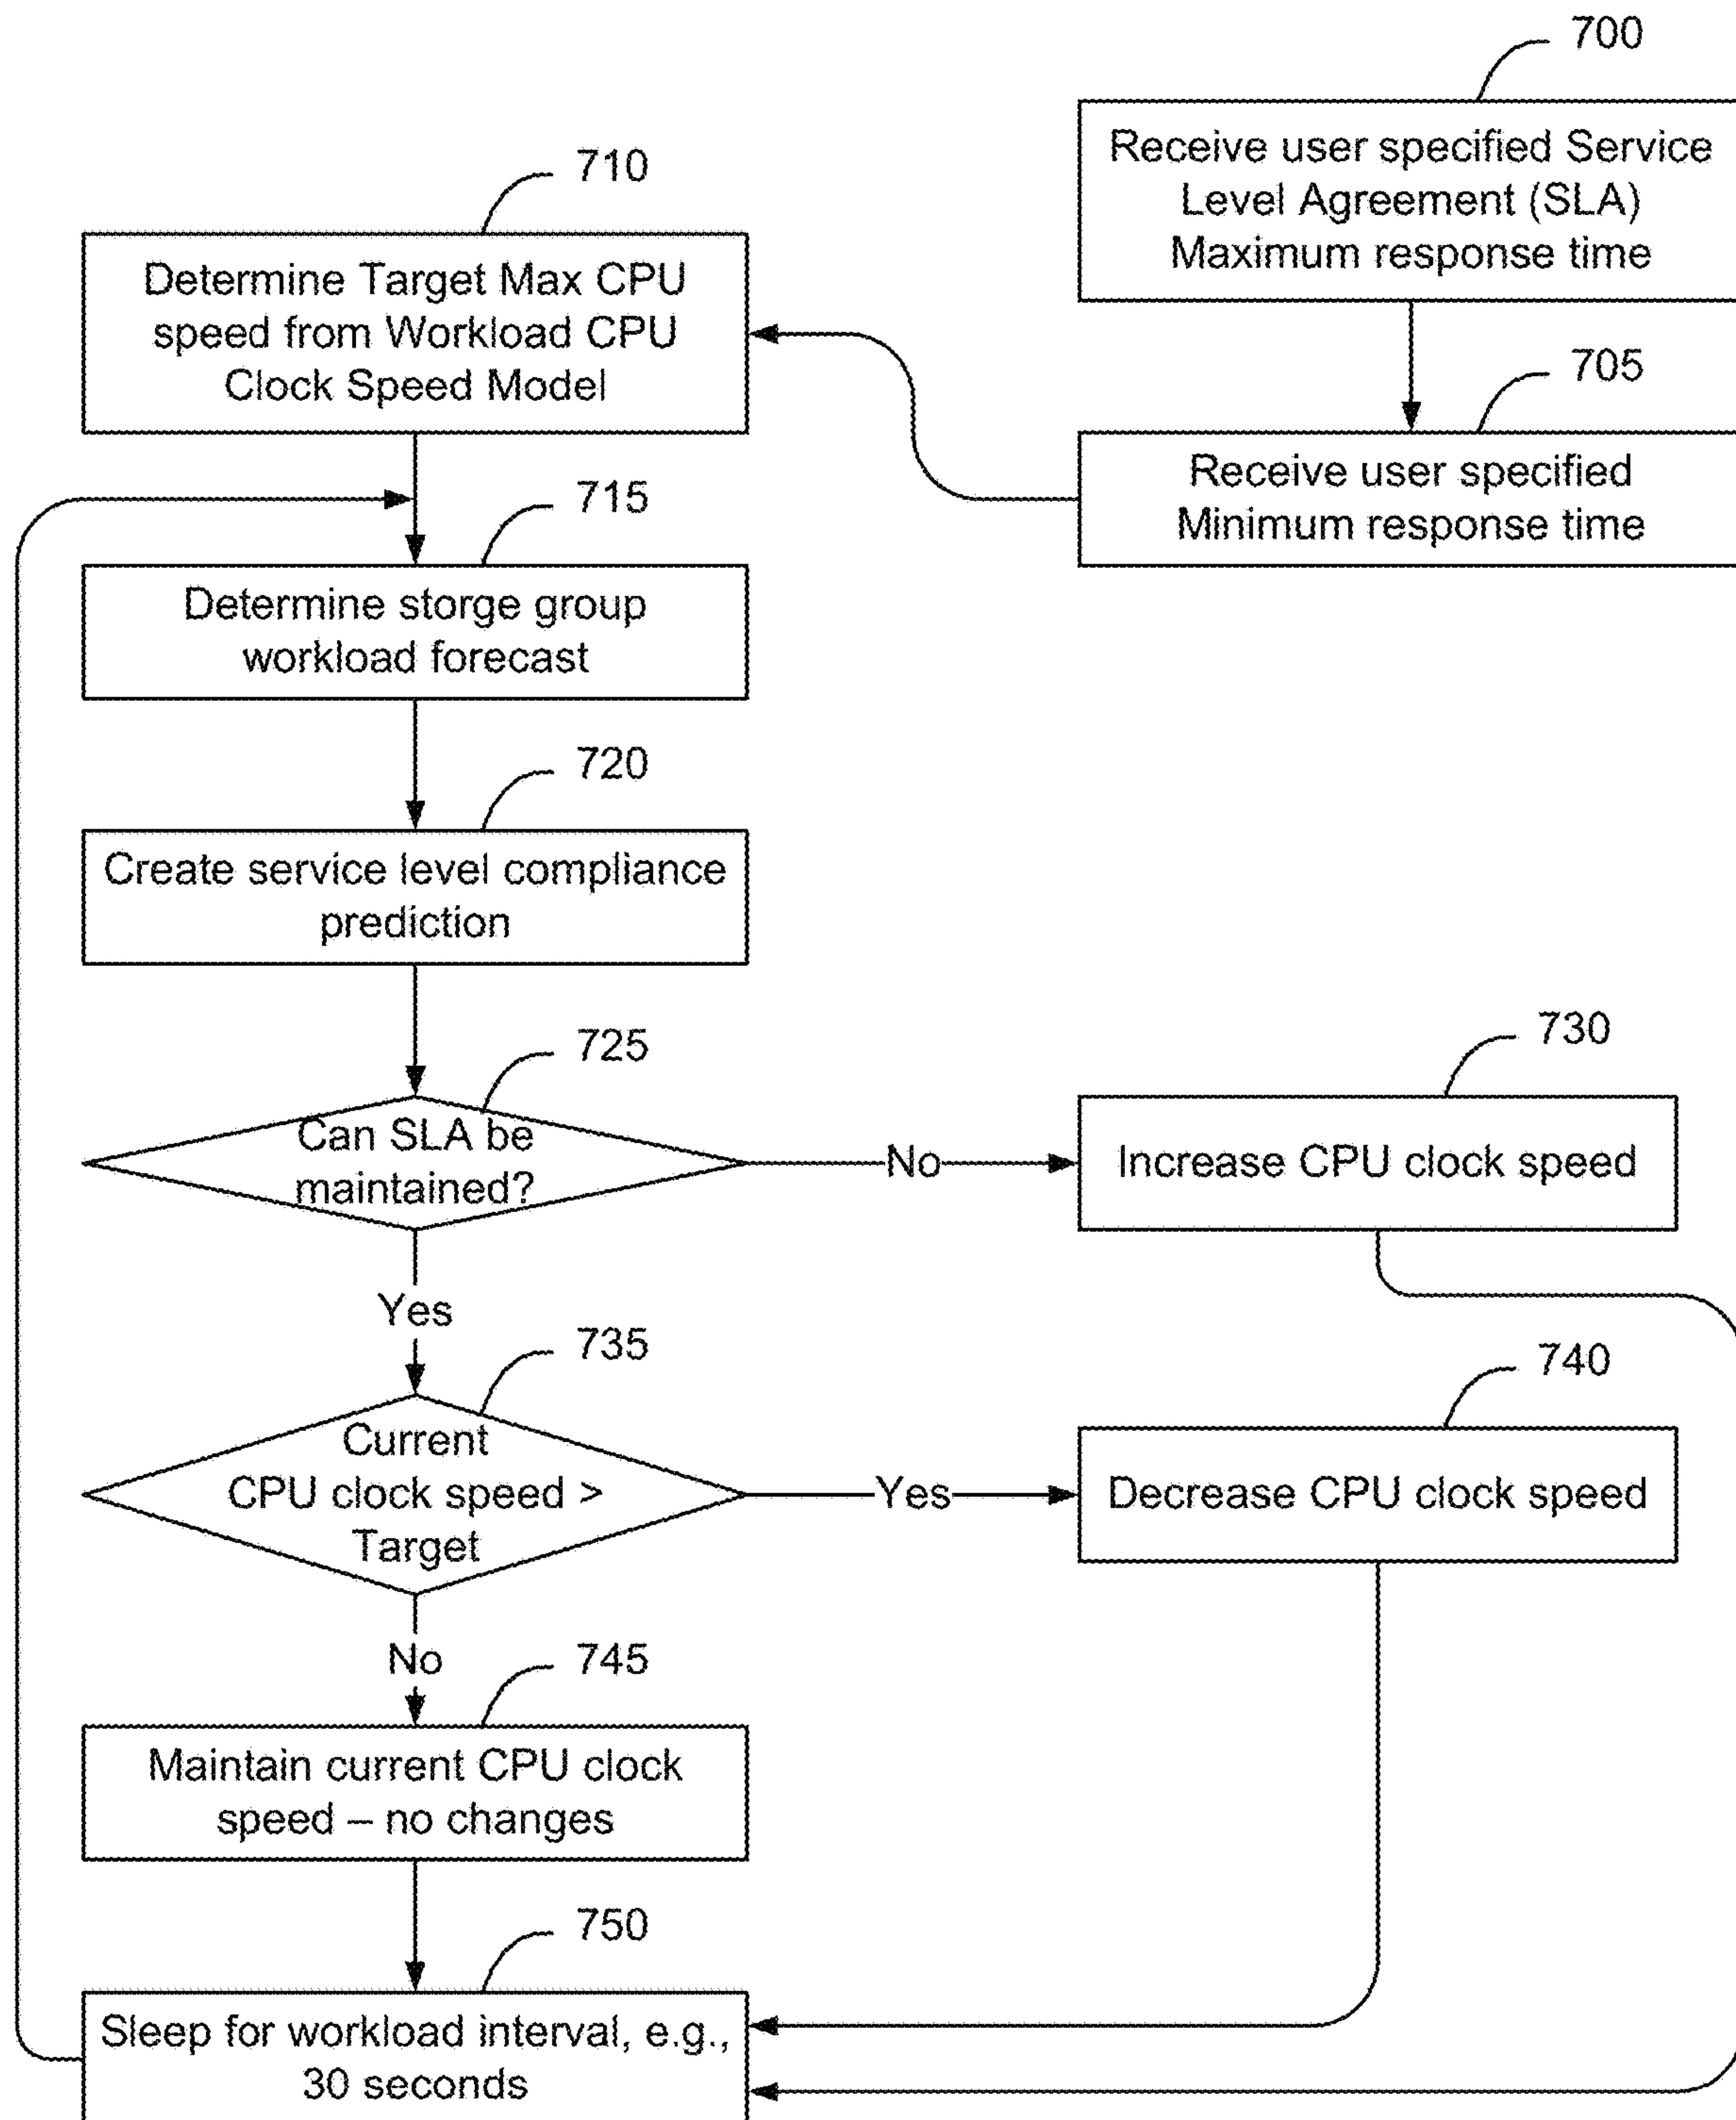 700
Receive user specified Service
Level Agreement (SLA)
Maximum response time
705
Receive user specified
Minimum response time
710
Determine Target Max CPU
speed from Workload CPU
Clock Speed Model
715
Determine storge group
workload forecast
720
Create service level compliance
prediction
725
Can SLA be
maintained?
No
730
Increase CPU clock speed
Yes
735
Current
CPU clock speed >
Target
Yes
740
Decrease CPU clock speed
No
745
Maintain current CPU clock
speed – no changes
750
Sleep for workload interval, e.g.,
30 seconds